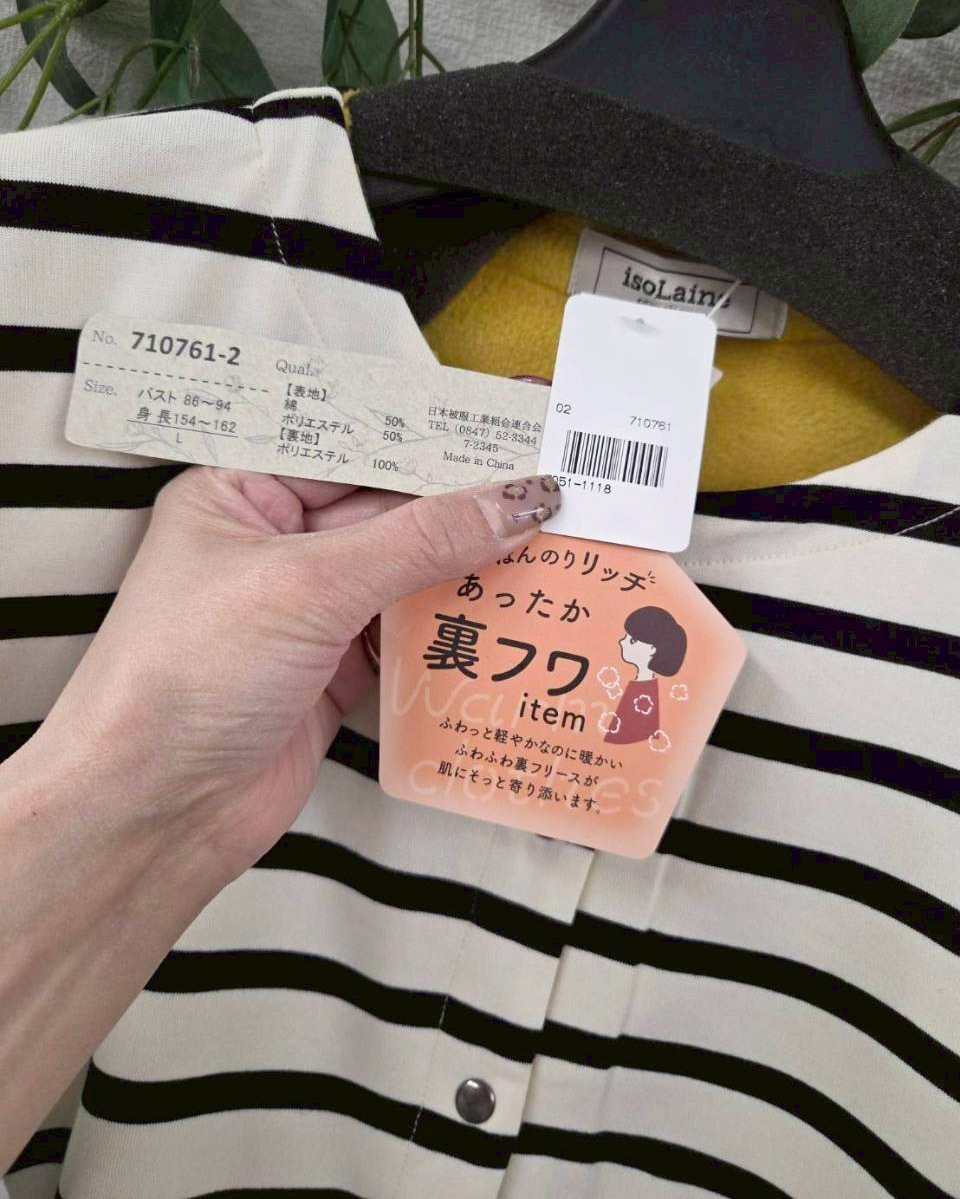 isoLaine
No. 710761-2
Size. バスト 86～94
身 長154～162
L
Qual.
【表地】
綿 50%
ポリエステル 50%
【裏地】
ポリエステル 100%
日本被服工業組合連合会
TEL (0847) 52-3344
7-2345
Made in China
02 710761
051-1118
ほんのりリッチ
あったか
裏フワ
item
Warm
clothes
ふわっと軽やかなのに暖かい
ふわふわ裏フリースが
肌にそっと寄り添います。